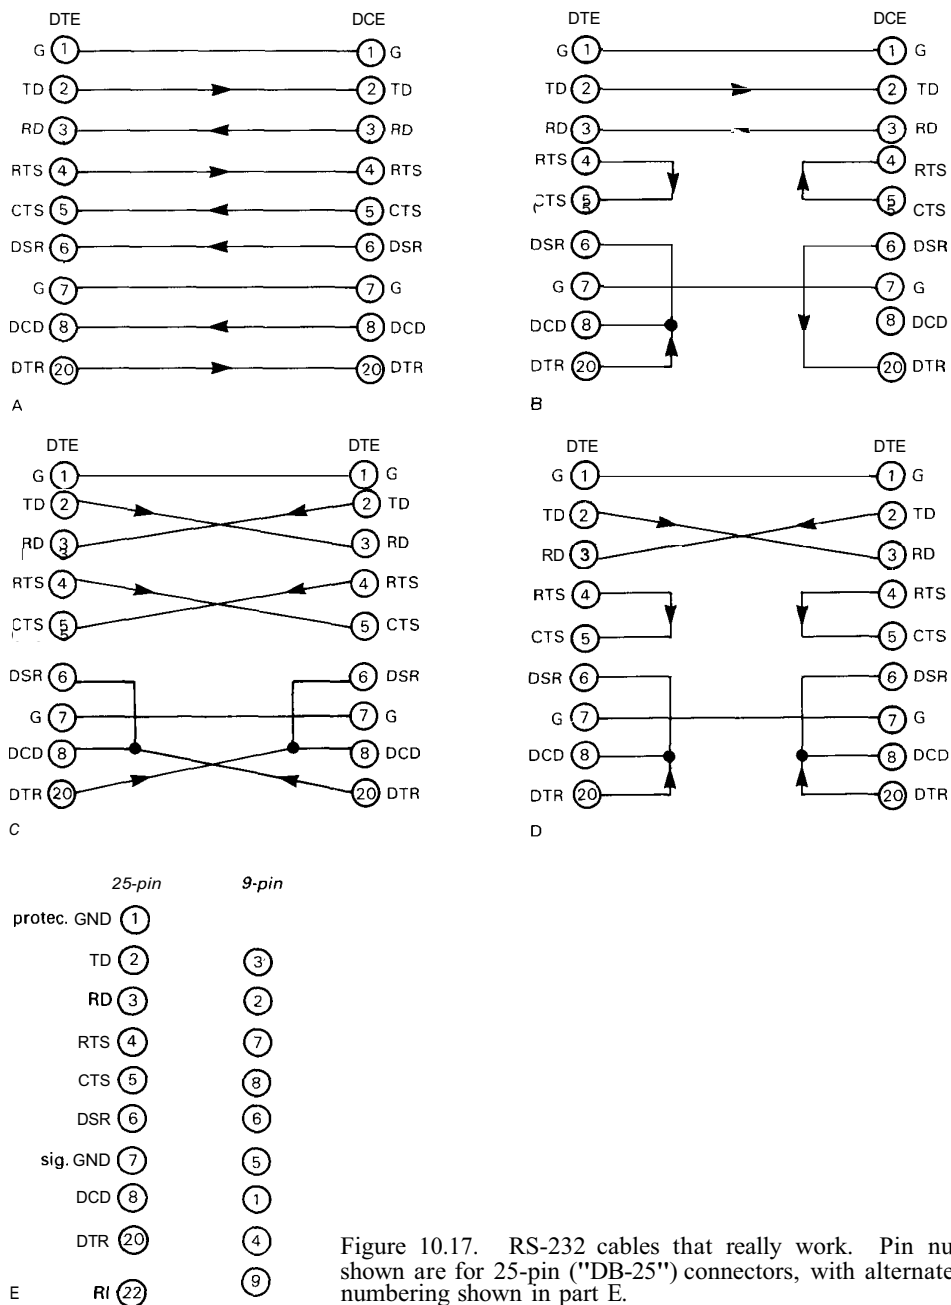 DTE DCE
G 1 1 G
TD 2 2 TD
RD 3 3 RD
RTS 4 4 RTS
CTS 5 5 CTS
DSR 6 6 DSR
G 7 7 G
DCD 8 8 DCD
DTR 20 20 DTR
A
DTE DCE
G 1 1 G
TD 2 2 TD
RD 3 3 RD
RTS 4 4 RTS
CTS 5 5 CTS
DSR 6 6 DSR
G 7 7 G
DCD 8 8 DCD
DTR 20 20 DTR
B
DTE DTE
G 1 1 G
TD 2 2 TD
RD 3 3 RD
RTS 4 4 RTS
CTS 5 5 CTS
DSR 6 6 DSR
G 7 7 G
DCD 8 8 DCD
DTR 20 20 DTR
C
DTE DTE
G 1 1 G
TD 2 2 TD
RD 3 3 RD
RTS 4 4 RTS
CTS 5 5 CTS
DSR 6 6 DSR
G 7 7 G
DCD 8 8 DCD
DTR 20 20 DTR
D
25-pin 9-pin
protec. GND 1
TD 2 3
RD 3 2
RTS 4 7
CTS 5 8
DSR 6 6
sig. GND 7 5
DCD 8 1
DTR 20 4
RI 22 9
E
Figure 10.17. RS-232 cables that really work. Pin nu
shown are for 25-pin ("DB-25") connectors, with alternate
numbering shown in part E.